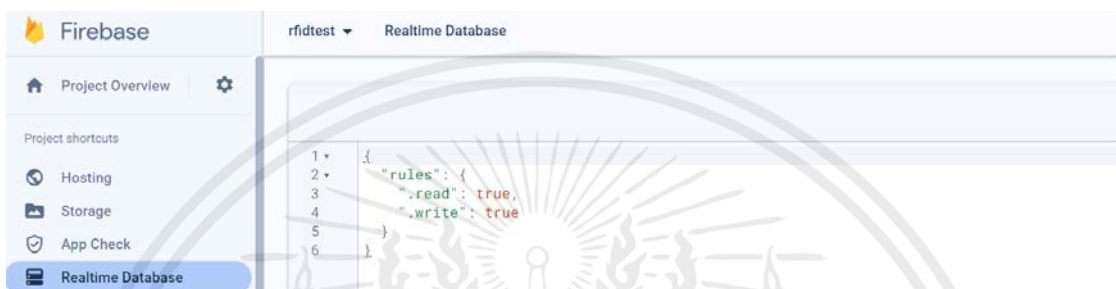 Firebase
rfidtest Realtime Database
Project Overview
Project shortcuts
Hosting
Storage
App Check
Realtime Database
1 {
2 "rules": {
3 ".read": true,
4 ".write": true
5 }
6 }